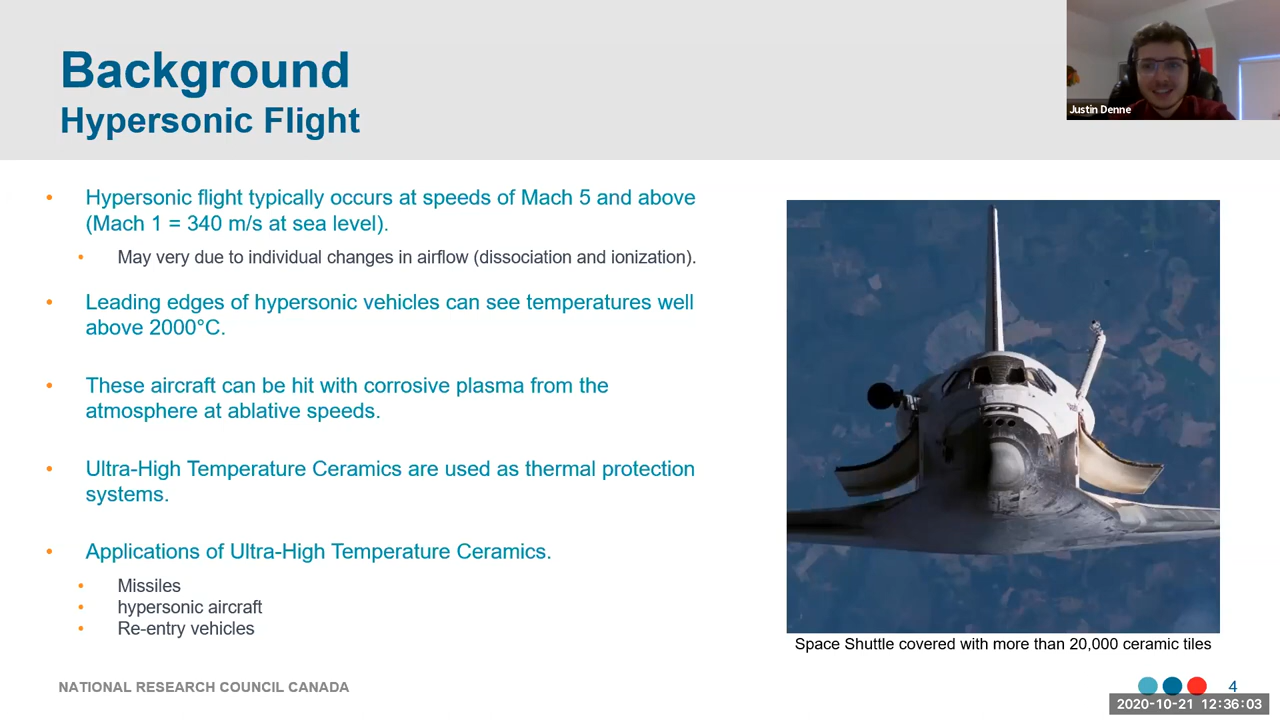 Background
Hypersonic Flight
Justin Denne
• Hypersonic flight typically occurs at speeds of Mach 5 and above
(Mach 1 = 340 m/s at sea level).
• May very due to individual changes in airflow (dissociation and ionization).
• Leading edges of hypersonic vehicles can see temperatures well
above 2000°C.
• These aircraft can be hit with corrosive plasma from the
atmosphere at ablative speeds.
• Ultra-High Temperature Ceramics are used as thermal protection
systems.
• Applications of Ultra-High Temperature Ceramics.
• Missiles
• hypersonic aircraft
• Re-entry vehicles
Space Shuttle covered with more than 20,000 ceramic tiles
NATIONAL RESEARCH COUNCIL CANADA
4
2020-10-21 12:36:03